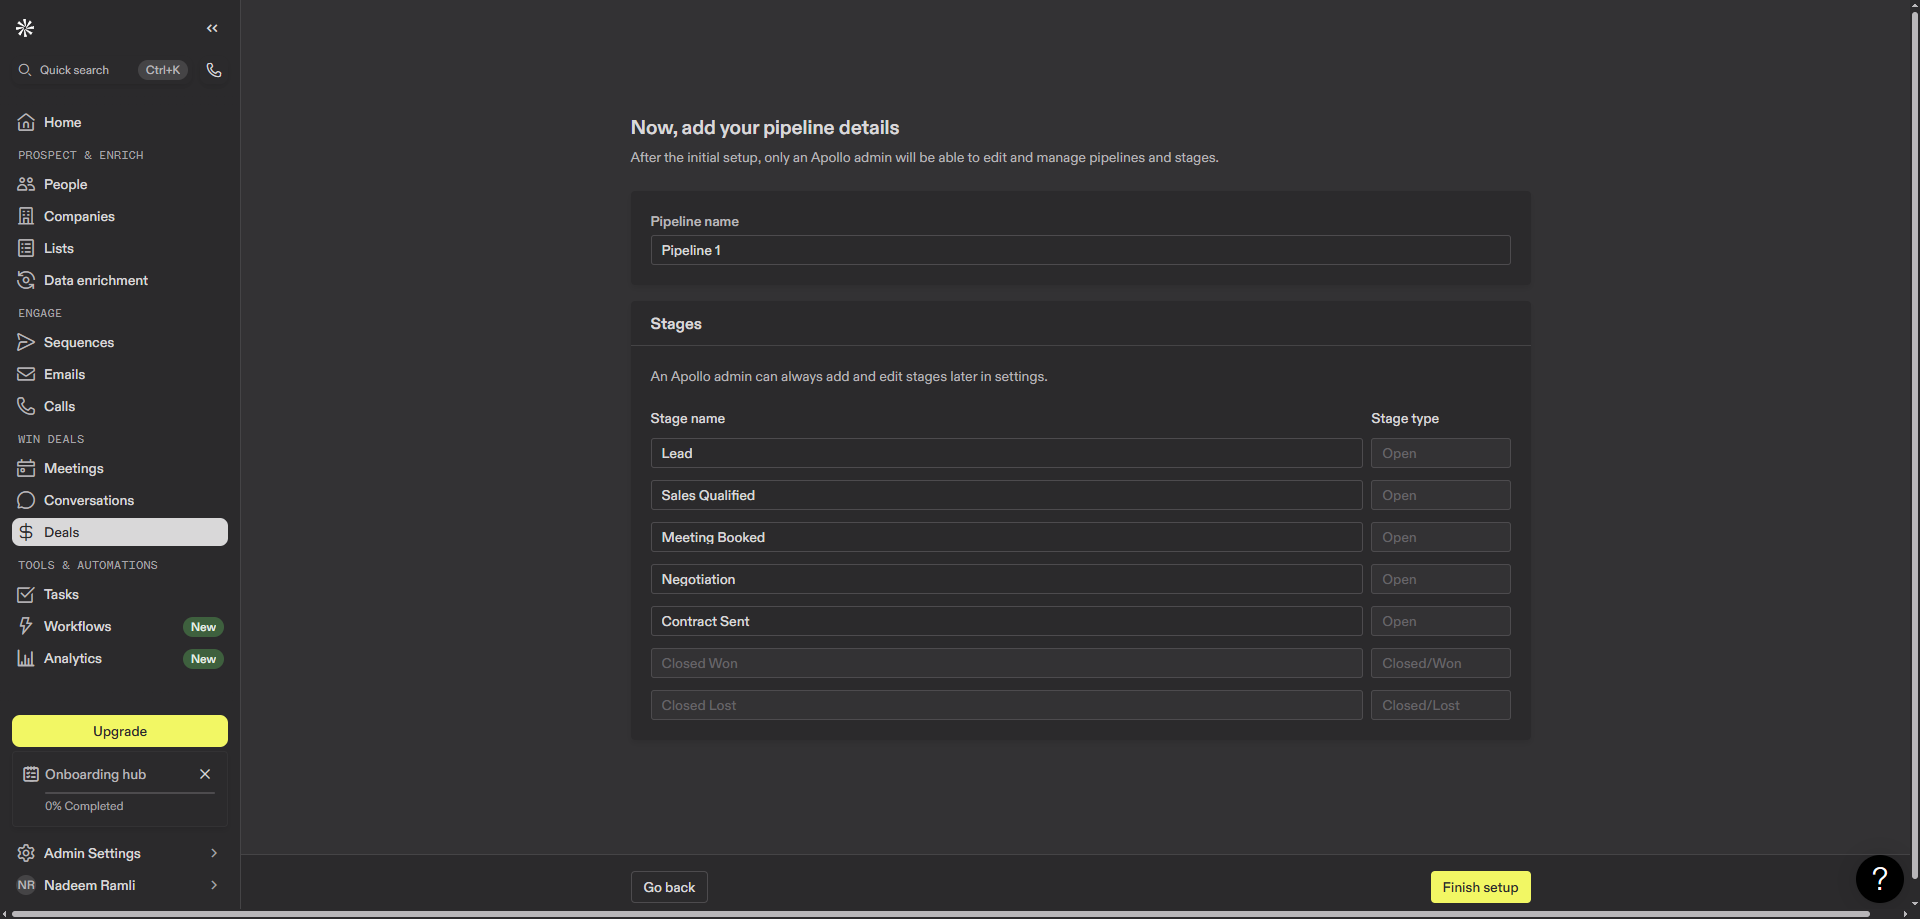 Quick search
Ctrl+K
Home
PROSPECT & ENRICH
People
Companies
Lists
Data enrichment
ENGAGE
Sequences
Emails
Calls
WIN DEALS
Meetings
Conversations
Deals
TOOLS & AUTOMATIONS
Tasks
Workflows New
Analytics New
Upgrade
Onboarding hub
0% Completed
Admin Settings
NR Nadeem Ramli
Now, add your pipeline details
After the initial setup, only an Apollo admin will be able to edit and manage pipelines and stages.
Pipeline name
Pipeline 1
Stages
An Apollo admin can always add and edit stages later in settings.
Stage name Stage type
Lead Open
Sales Qualified Open
Meeting Booked Open
Negotiation Open
Contract Sent Open
Closed Won Closed/Won
Closed Lost Closed/Lost
Go back
Finish setup
?